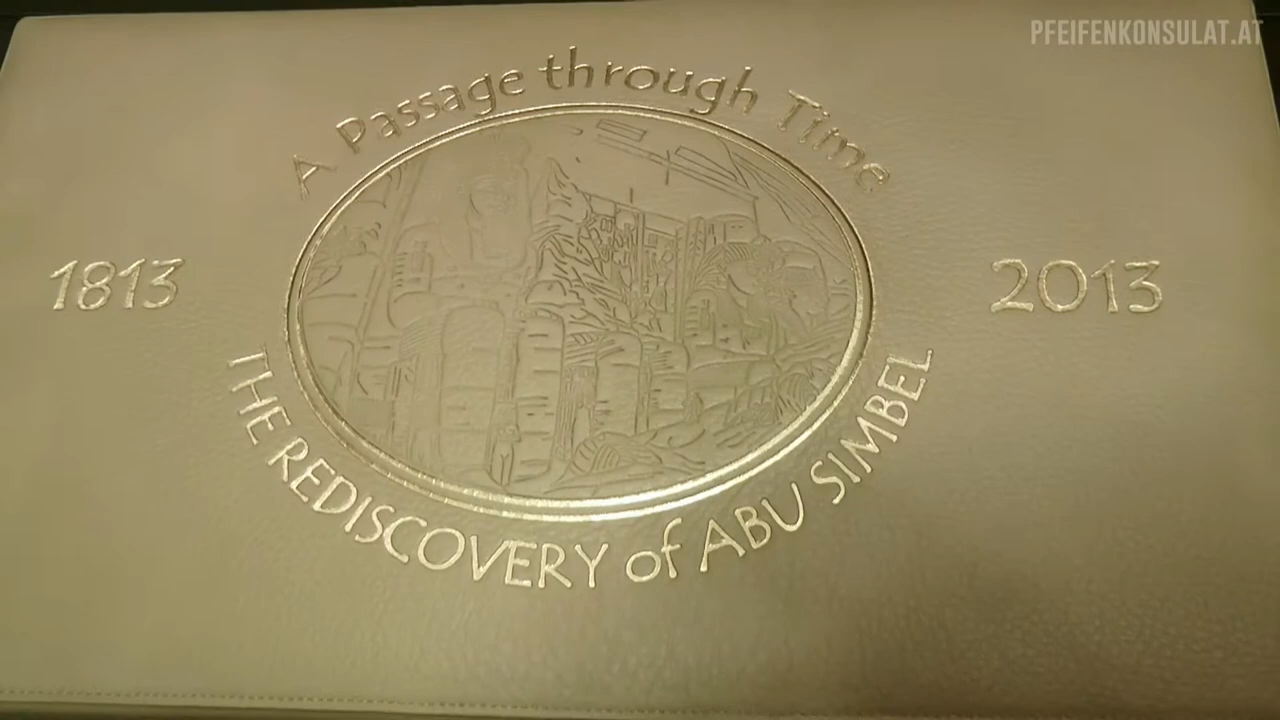 PFEIFENKONSULAT.AT
A Passage through Time
1813
2013
THE REDISCOVERY of ABU SIMBEL